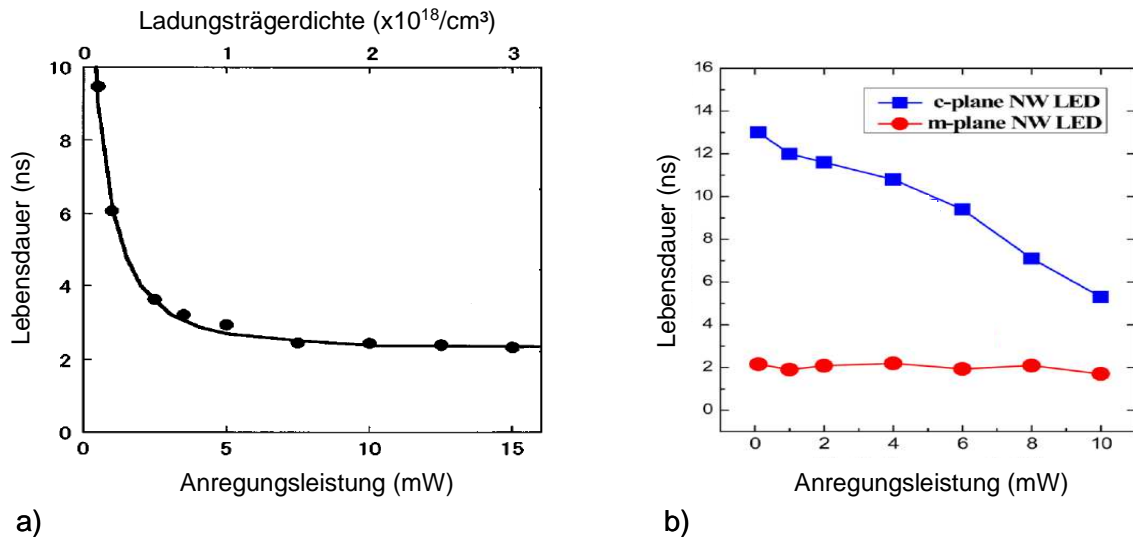 Ladungsträgerdichte (x10¹⁸/cm³)
0 1 2 3
10
8
6
4
2
0
Lebensdauer (ns)
0 5 10 15
Anregungsleistung (mW)
a)
16
14
12
10
8
6
4
2
0
Lebensdauer (ns)
c-plane NW LED
m-plane NW LED
0 2 4 6 8 10
Anregungsleistung (mW)
b)